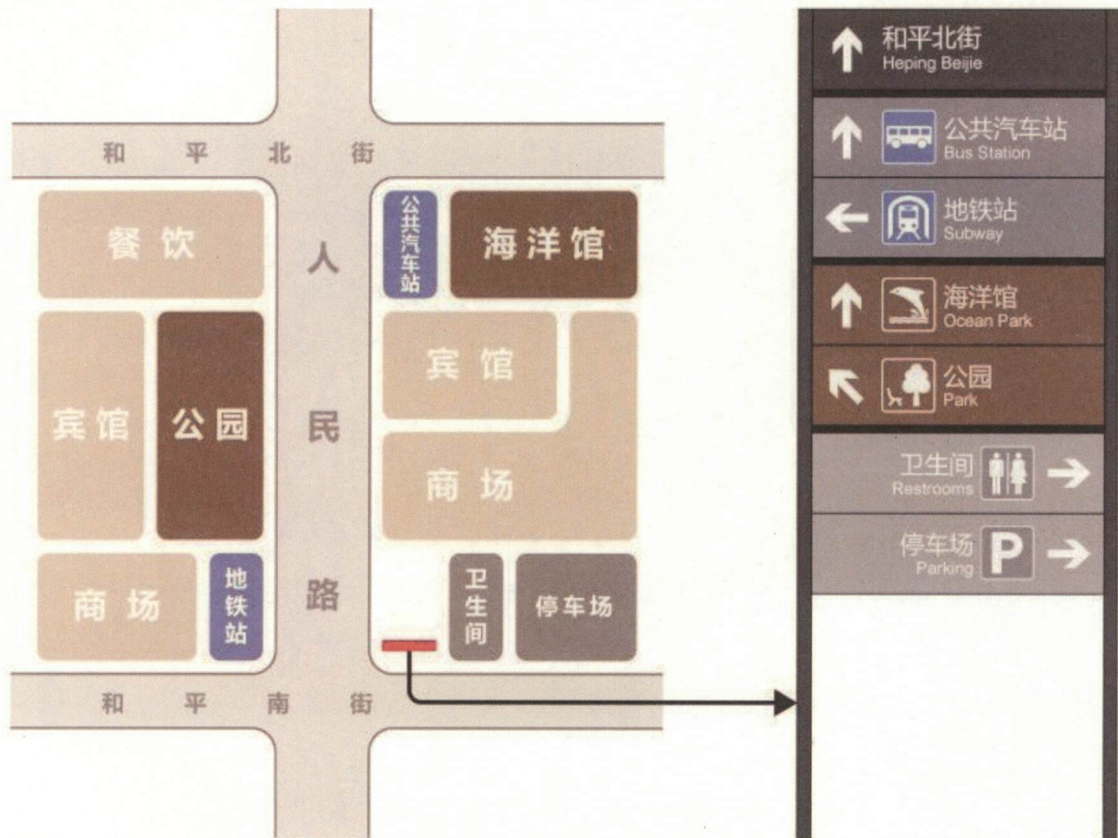 和平北街
餐饮
人民路
公共汽车站
海洋馆
宾馆
公园
宾馆
商场
商场
地铁站
卫生间
停车场
和平南街
和平北街
Heping Beijie
公共汽车站
Bus Station
地铁站
Subway
海洋馆
Ocean Park
公园
Park
卫生间
Restrooms
停车场
Parking
P